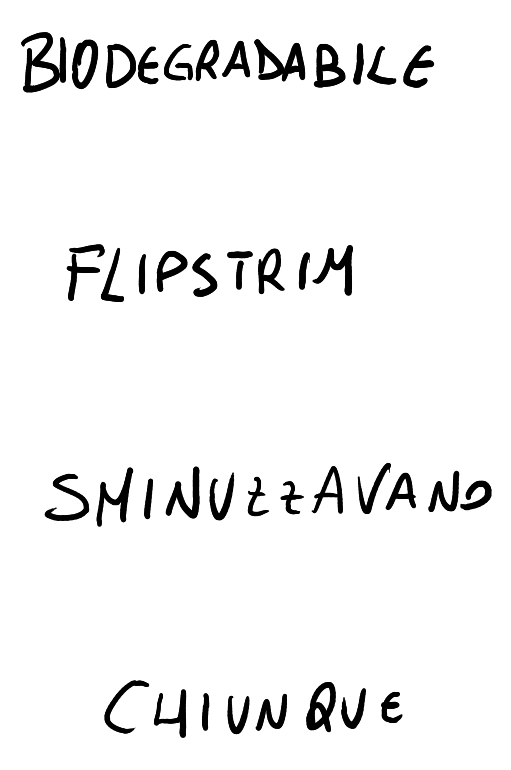 BIODEGRADABILE
FLIPSTRIM
SMINUZZAVANO
CHIUNQUE